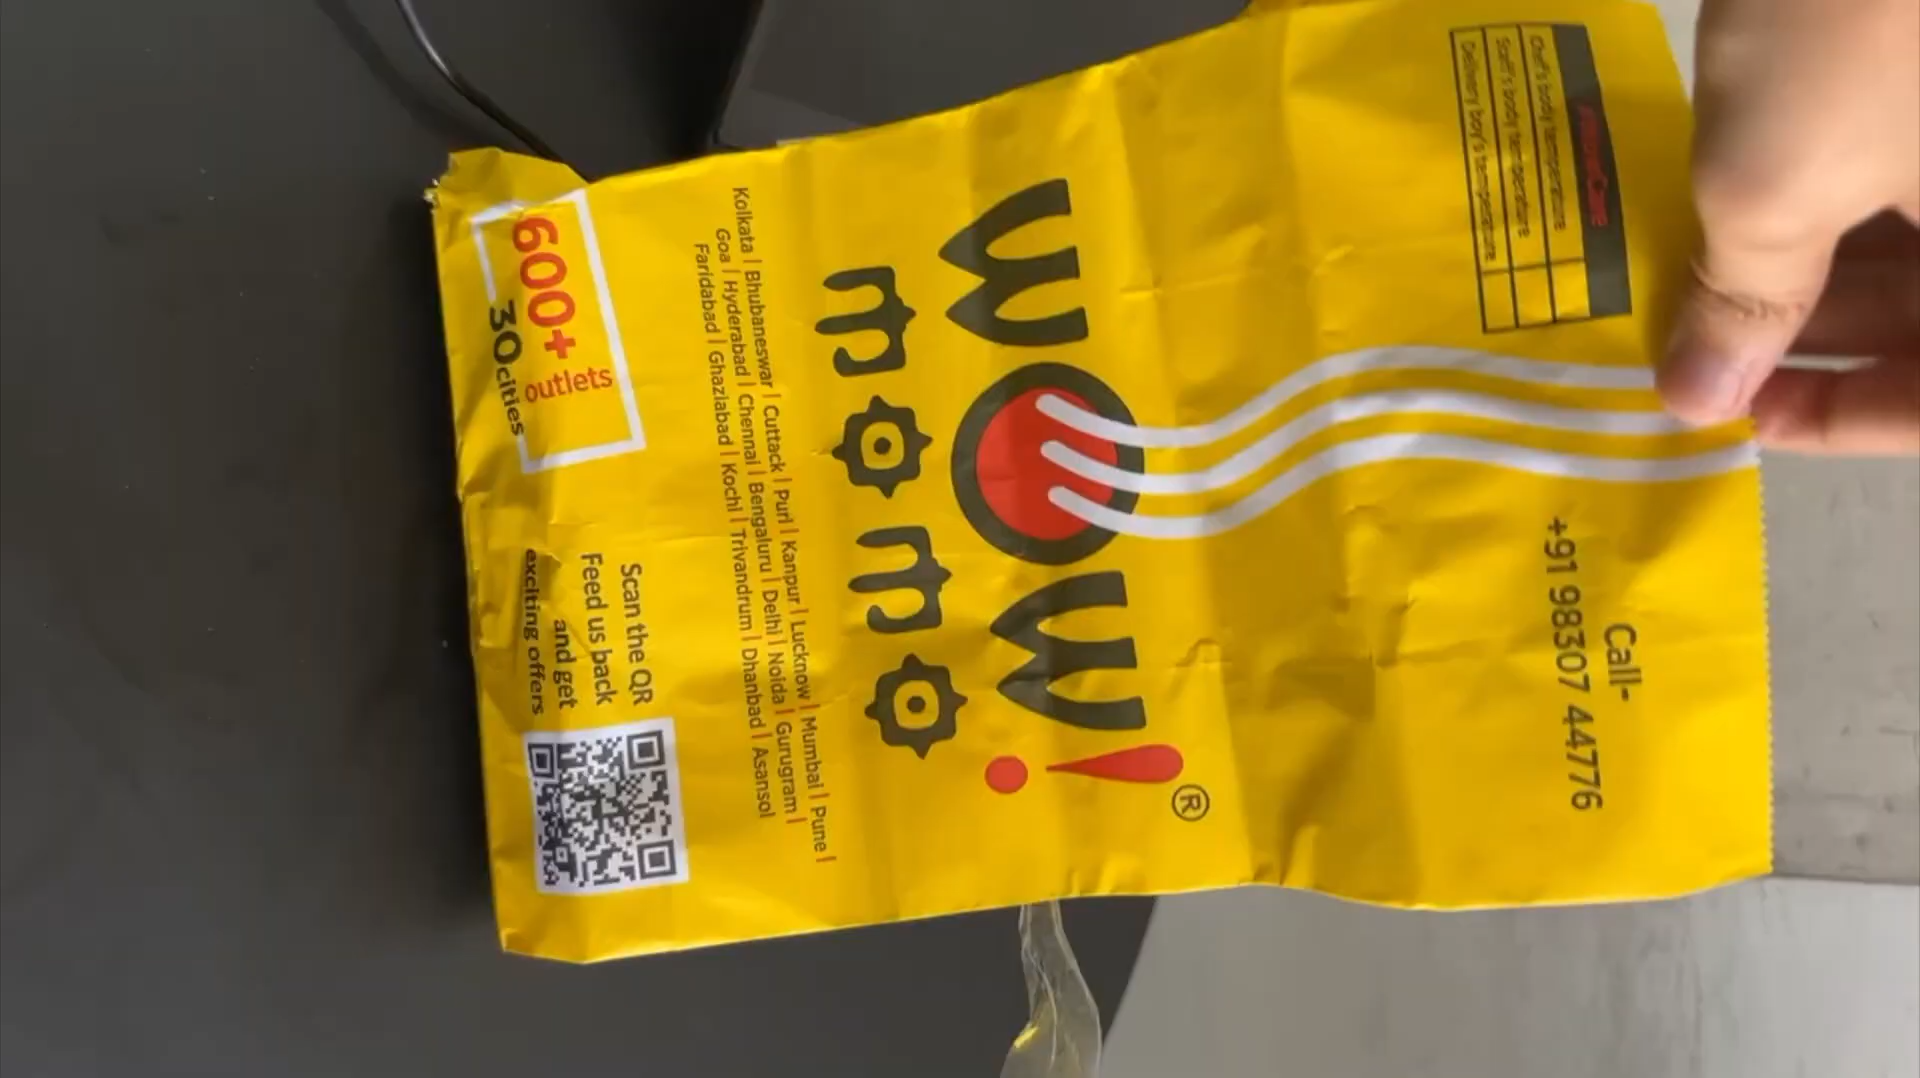 WowCare
Chef's body temperature
Staff's body temperature
Delivery boy's temperature
Call-
+91 98307 44776
WOW!®
momo
Kolkata | Bhubaneswar | Cuttack | Puri | Kanpur | Lucknow | Mumbai | Pune |
Goa | Hyderabad | Chennai | Bengaluru | Delhi | Noida | Gurugram |
Faridabad | Ghaziabad | Kochi | Trivandrum | Dhanbad | Asansol
600+
outlets
30cities
Scan the QR
Feed us back
and get
exciting offers